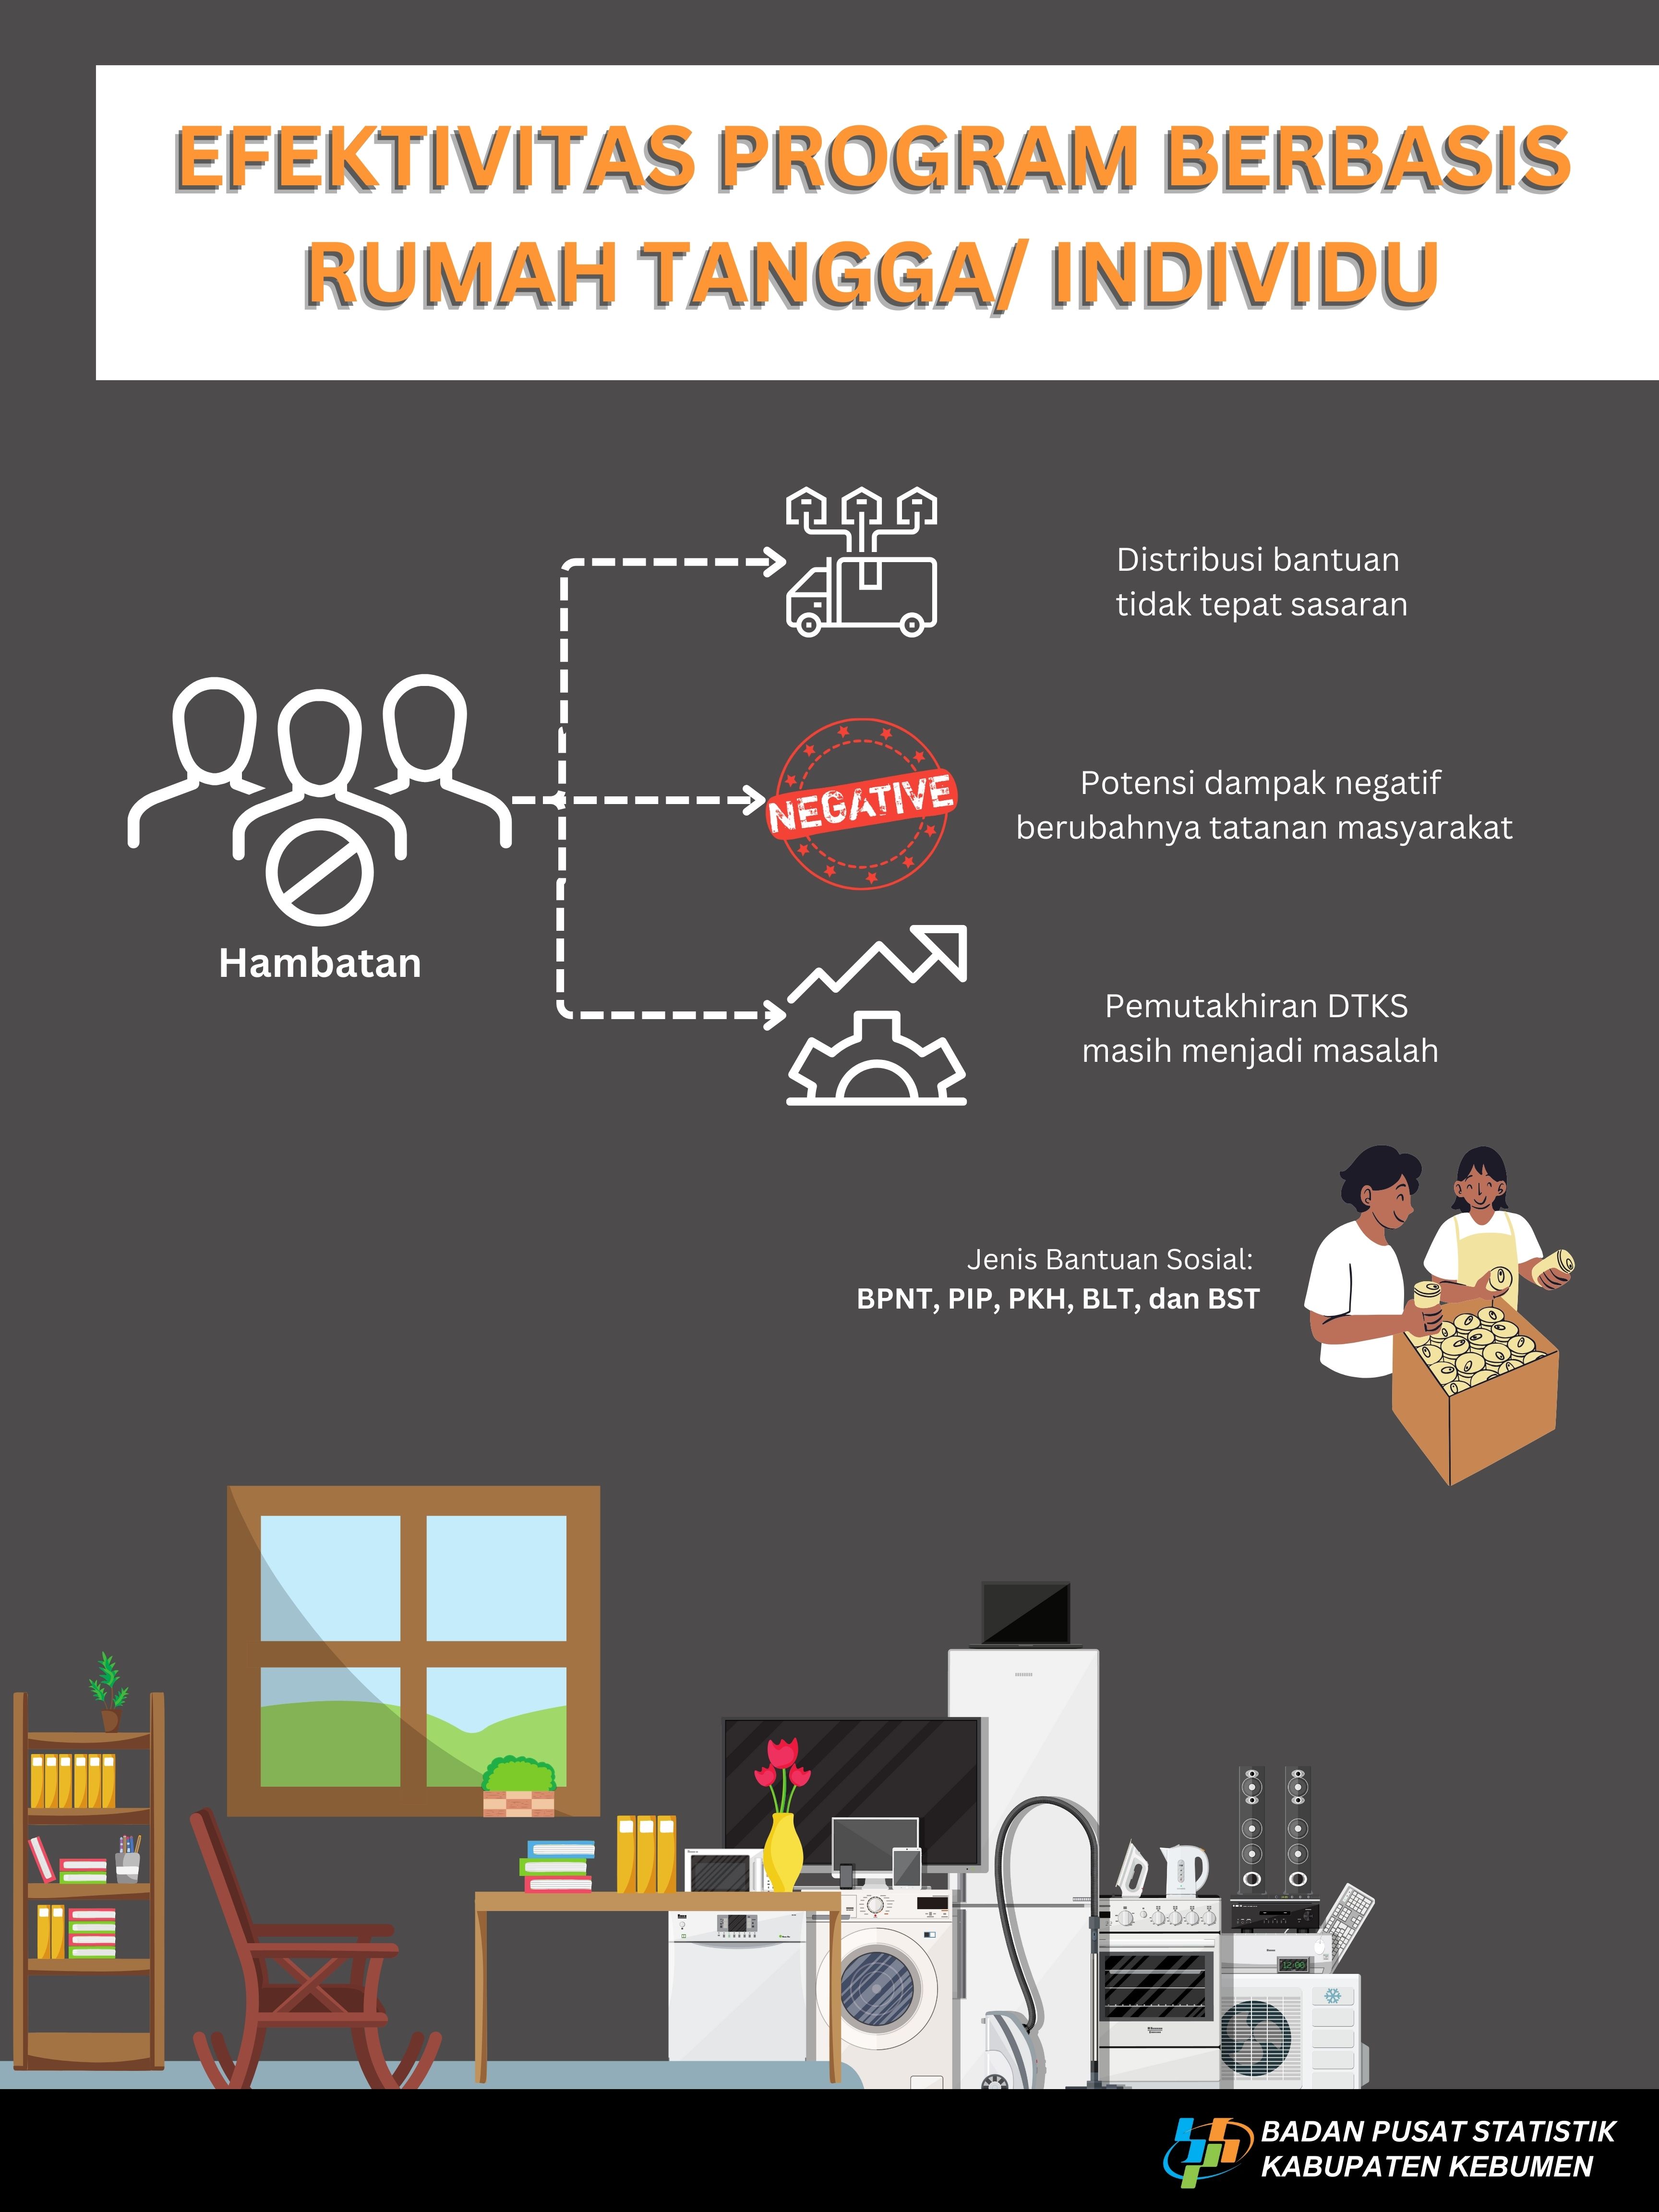 EFEKTIVITAS PROGRAM BERBASIS
RUMAH TANGGA/ INDIVIDU
Distribusi bantuan
tidak tepat sasaran
NEGATIVE
Potensi dampak negatif
berubahnya tatanan masyarakat
Hambatan
Pemutakhiran DTKS
masih menjadi masalah
Jenis Bantuan Sosial:
BPNT, PIP, PKH, BLT, dan BST
12:00
BADAN PUSAT STATISTIK
KABUPATEN KEBUMEN